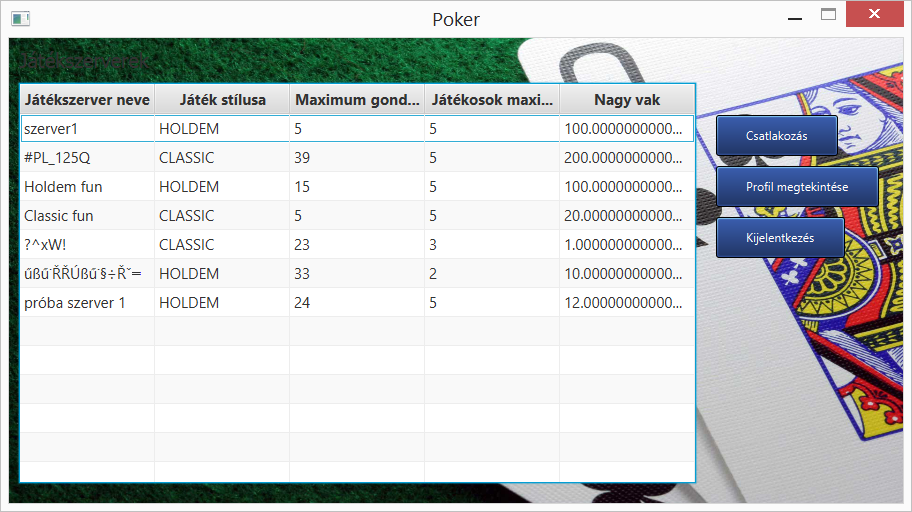 Poker
Játékszerverek
Játékszerver neve Játék stílusa Maximum gond... Játékosok maxi... Nagy vak
szerver1 HOLDEM 5 5 100.0000000000...
#PL_125Q CLASSIC 39 5 200.0000000000...
Holdem fun HOLDEM 15 5 100.0000000000...
Classic fun CLASSIC 5 5 20.00000000000...
?^xW! CLASSIC 23 3 1.000000000000...
űßű˙ŘŘÚßű˙§÷Řˇ= HOLDEM 33 2 10.00000000000...
próba szerver 1 HOLDEM 24 5 12.00000000000...
Csatlakozás
Profil megtekintése
Kijelentkezés